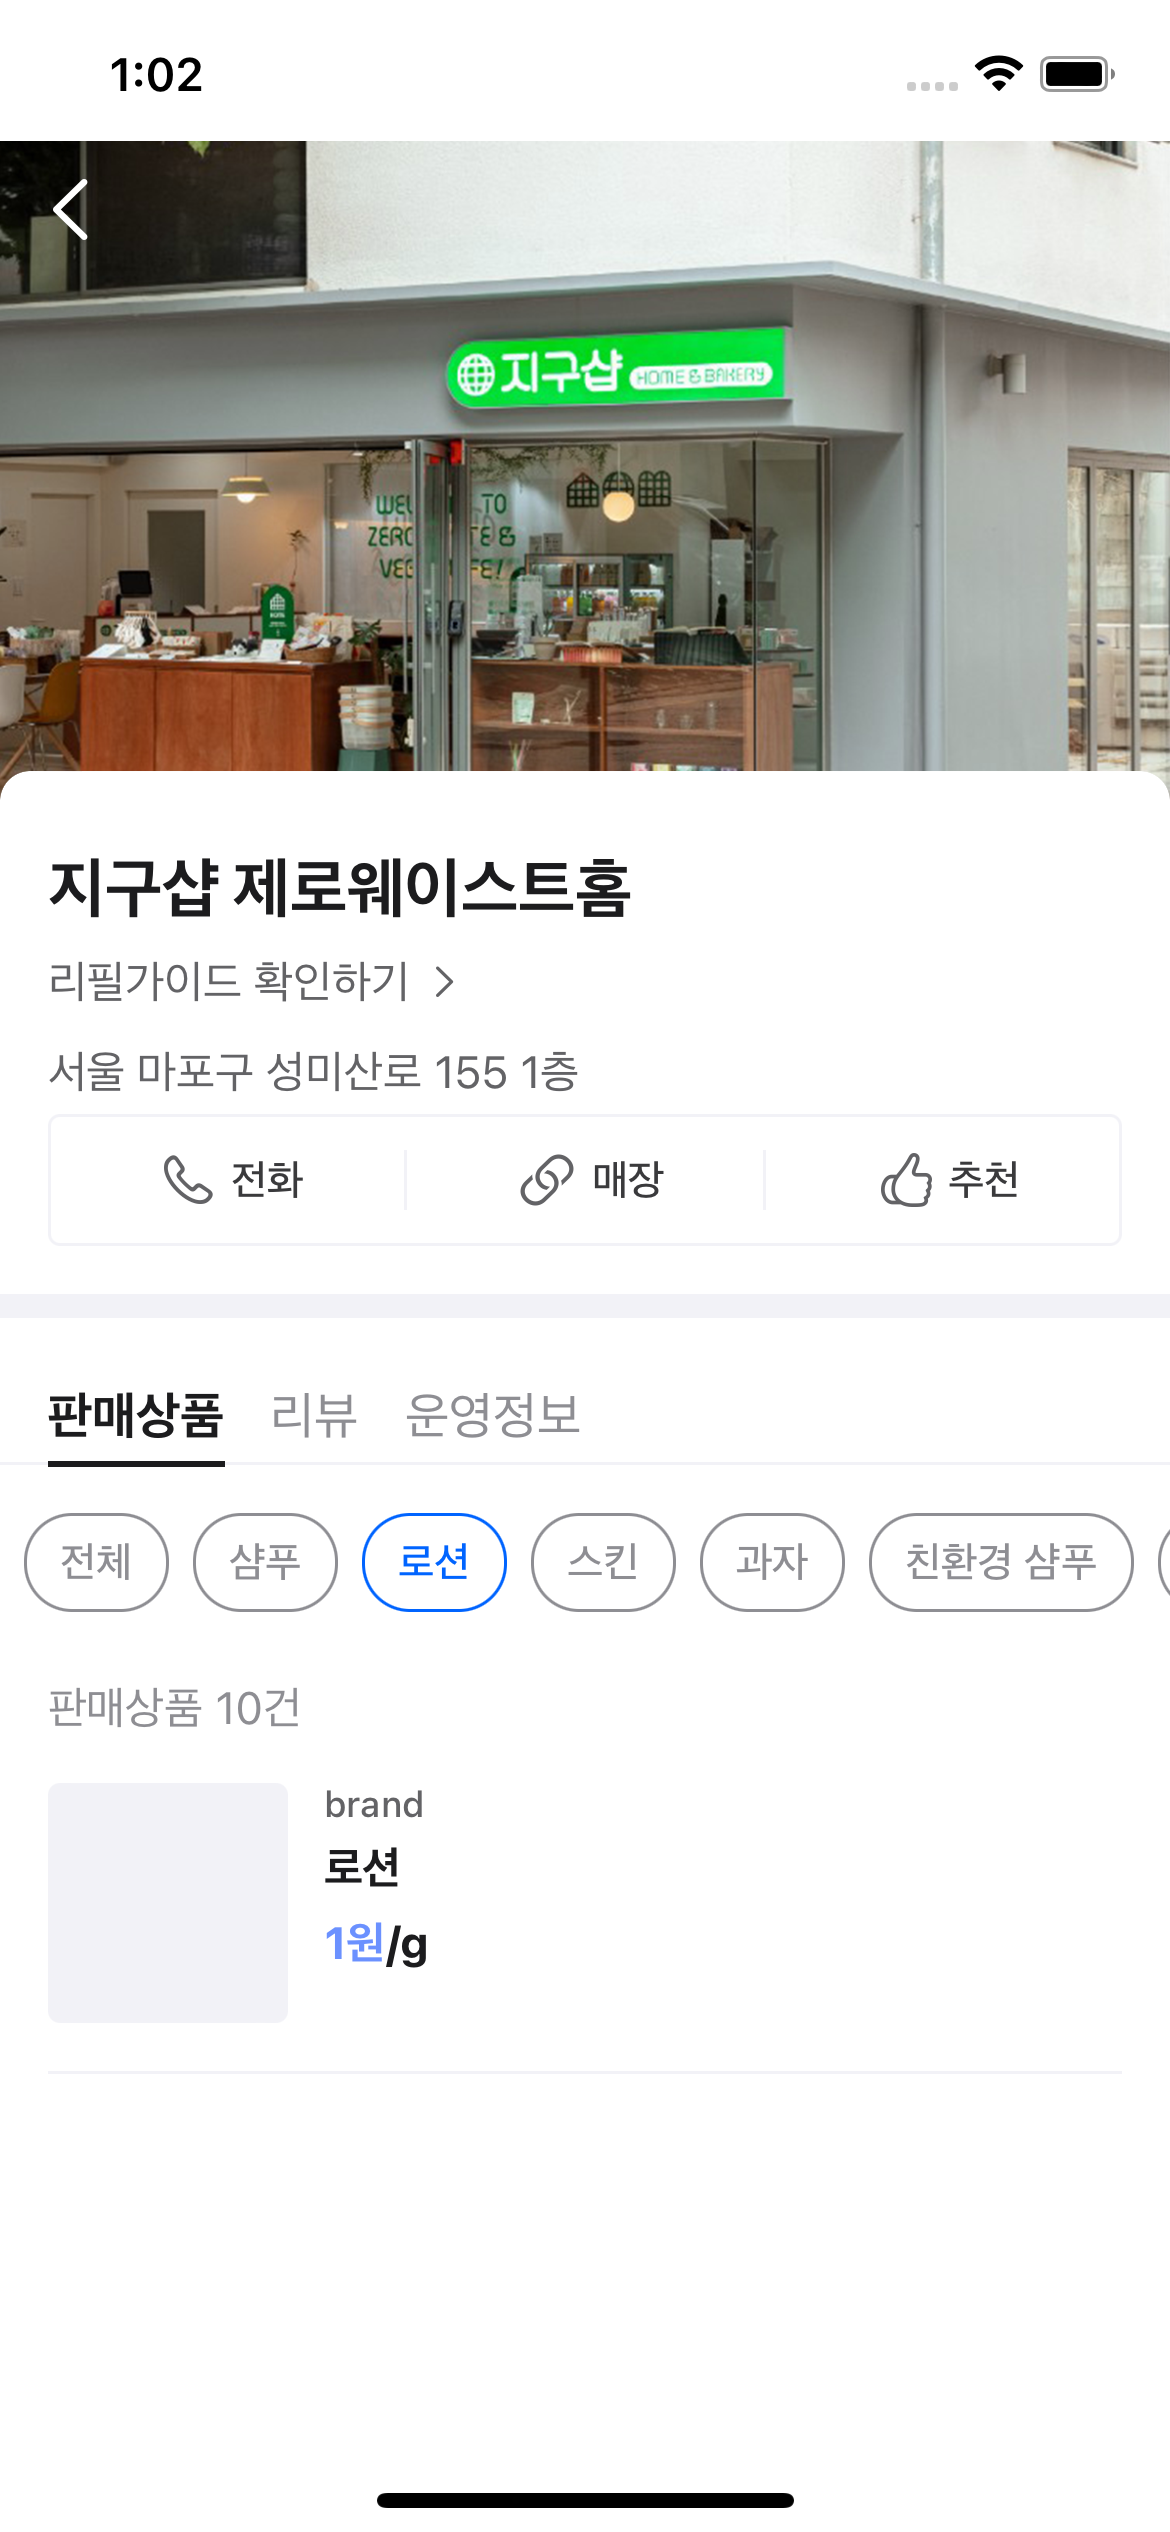 1:02
지구샵 HOME & BAKERY
WEL TO
ZERO TE &
VEG FE!
지구샵 제로웨이스트홈
리필가이드 확인하기
서울 마포구 성미산로 155 1층
전화 매장 추천
판매상품 리뷰 운영정보
전체 샴푸 로션 스킨 과자 친환경 샴푸
판매상품 10건
brand
로션
1원/g